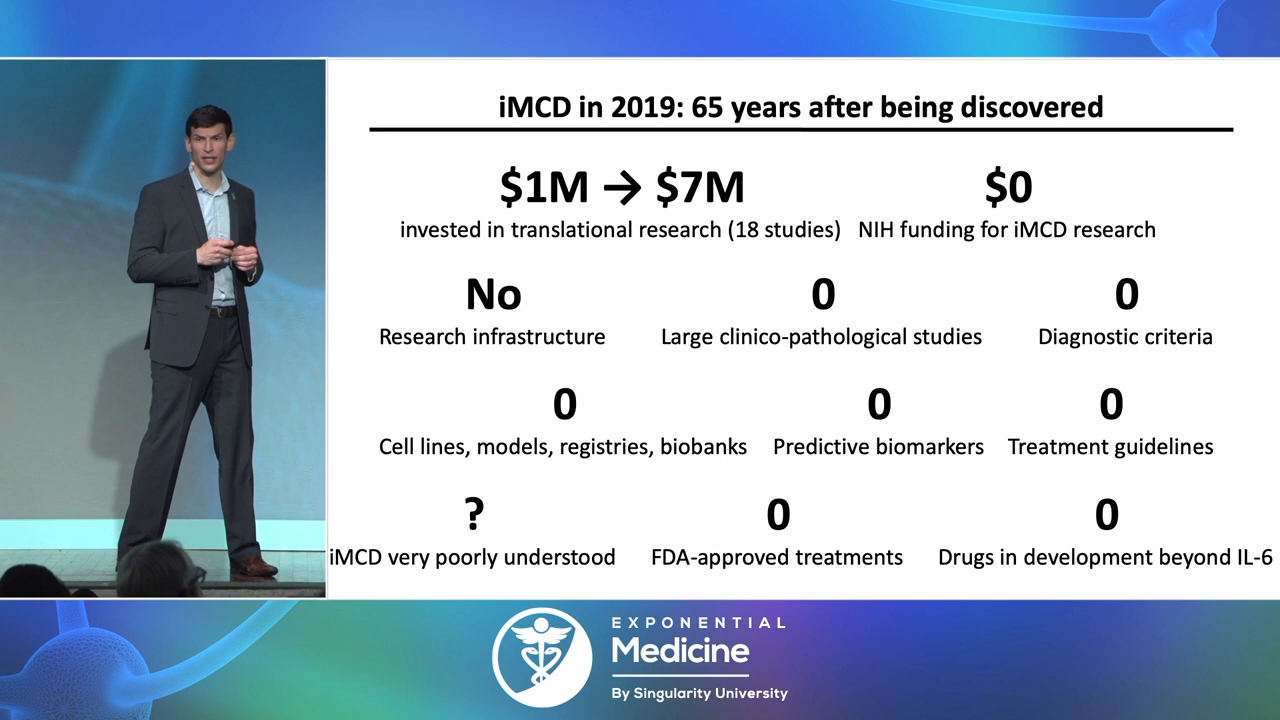 iMCD in 2019: 65 years after being discovered
$1M → $7M
$0
invested in translational research (18 studies)
NIH funding for iMCD research
No
0
0
Research infrastructure
Large clinico-pathological studies
Diagnostic criteria
0
0
0
Cell lines, models, registries, biobanks
Predictive biomarkers
Treatment guidelines
?
0
0
iMCD very poorly understood
FDA-approved treatments
Drugs in development beyond IL-6
EXPONENTIAL
Medicine
By Singularity University